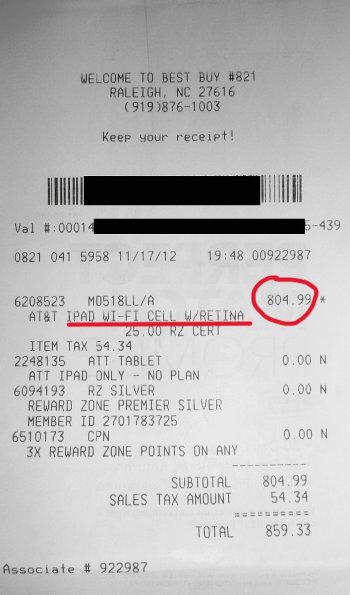 WELCOME TO BEST BUY #821
RALEIGH, NC 27616
(919)876-1003
Keep your receipt!
Val #:00014 5-439
0821 041 5958 11/17/12 19:48 00922987
6208523 MD518LL/A 804.99 *
AT&T IPAD WI-FI CELL W/RETINA
25.00 RZ CERT
ITEM TAX 54.34
2248135 ATT TABLET 0.00 N
ATT IPAD ONLY - NO PLAN
6094193 RZ SILVER 0.00 N
REWARD ZONE PREMIER SILVER
MEMBER ID 2701783725
6510173 CPN 0.00 N
3X REWARD ZONE POINTS ON ANY
SUBTOTAL 804.99
SALES TAX AMOUNT 54.34
==========
TOTAL 859.33
Associate # 922987